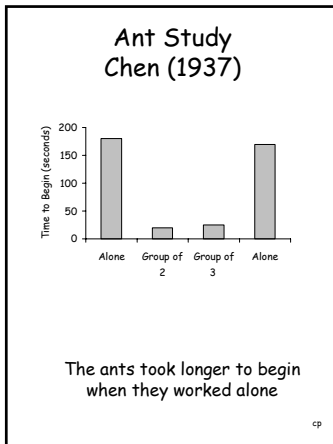 Ant Study
Chen (1937)
Time to Begin (seconds)
200
150
100
50
0
Alone Group of Group of Alone
2 3
The ants took longer to begin
when they worked alone
cp